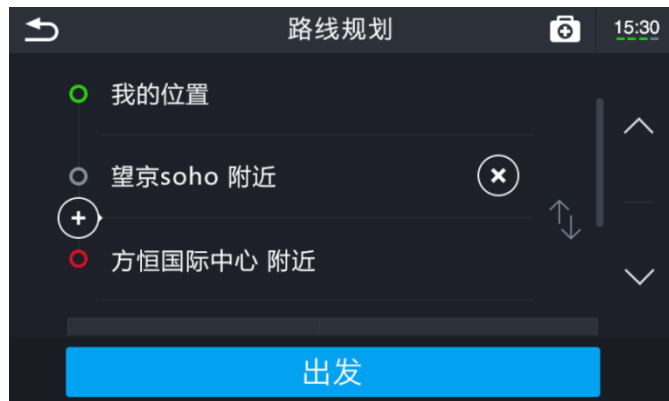 路线规划
15:30
我的位置
望京soho 附近
方恒国际中心 附近
出发